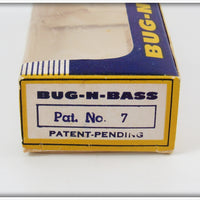 BUG-N
BUG-N-BASS
Pat. No. 7
PATENT-PENDING